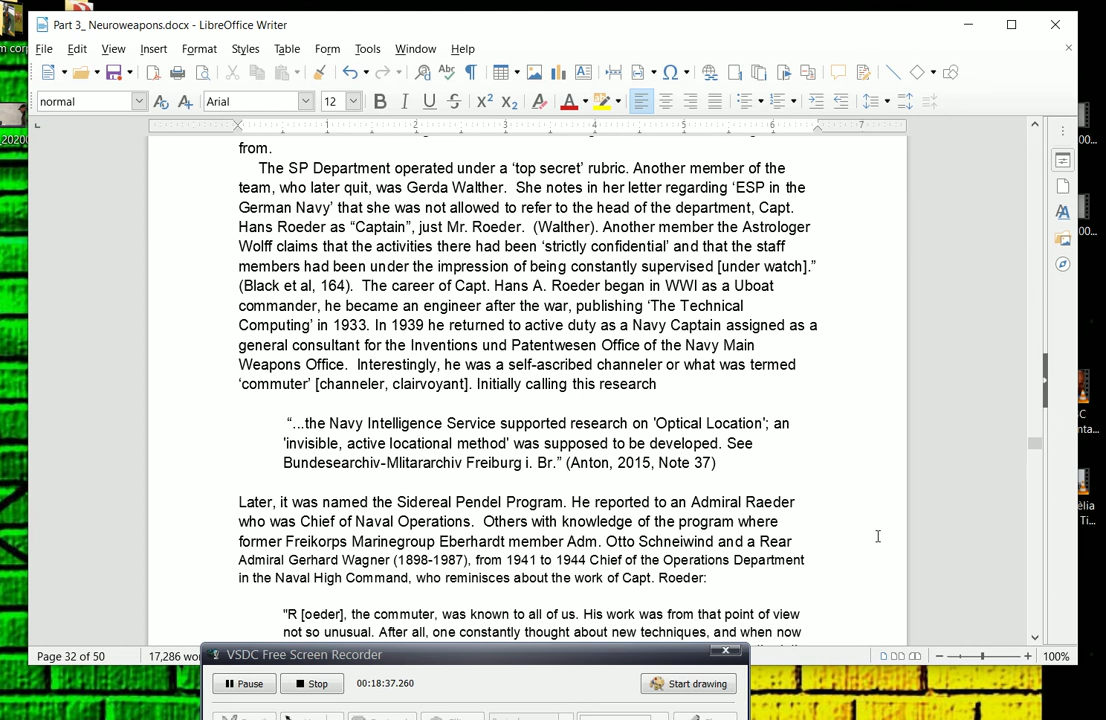 Part 3_ Neuroweapons.docx - LibreOffice Writer
File Edit View Insert Format Styles Table Form Tools Window Help
normal Arial 12
1 2 3 4 5 6 7
from.
The SP Department operated under a ‘top secret’ rubric. Another member of the
team, who later quit, was Gerda Walther.  She notes in her letter regarding ‘ESP in the
German Navy’ that she was not allowed to refer to the head of the department, Capt.
Hans Roeder as “Captain”, just Mr. Roeder.  (Walther). Another member the Astrologer
Wolff claims that the activities there had been ‘strictly confidential’ and that the staff
members had been under the impression of being constantly supervised [under watch].”
(Black et al, 164).  The career of Capt. Hans A. Roeder began in WWI as a Uboat
commander, he became an engineer after the war, publishing ‘The Technical
Computing’ in 1933. In 1939 he returned to active duty as a Navy Captain assigned as a
general consultant for the Inventions und Patentwesen Office of the Navy Main
Weapons Office.  Interestingly, he was a self-ascribed channeler or what was termed
‘commuter’ [channeler, clairvoyant]. Initially calling this research
“...the Navy Intelligence Service supported research on 'Optical Location'; an
'invisible, active locational method' was supposed to be developed. See
Bundesearchiv-Mlitararchiv Freiburg i. Br.” (Anton, 2015, Note 37)
Later, it was named the Sidereal Pendel Program. He reported to an Admiral Raeder
who was Chief of Naval Operations.  Others with knowledge of the program where
former Freikorps Marinegroup Eberhardt member Adm. Otto Schneiwind and a Rear
Admiral Gerhard Wagner (1898-1987), from 1941 to 1944 Chief of the Operations Department
in the Naval High Command, who reminisces about the work of Capt. Roeder:
"R [oeder], the commuter, was known to all of us. His work was from that point of view
not so unusual. After all, one constantly thought about new techniques, and when now
Page 32 of 50 17,286 100%
VSDC Free Screen Recorder
Pause Stop 00:18:37.260 Start drawing